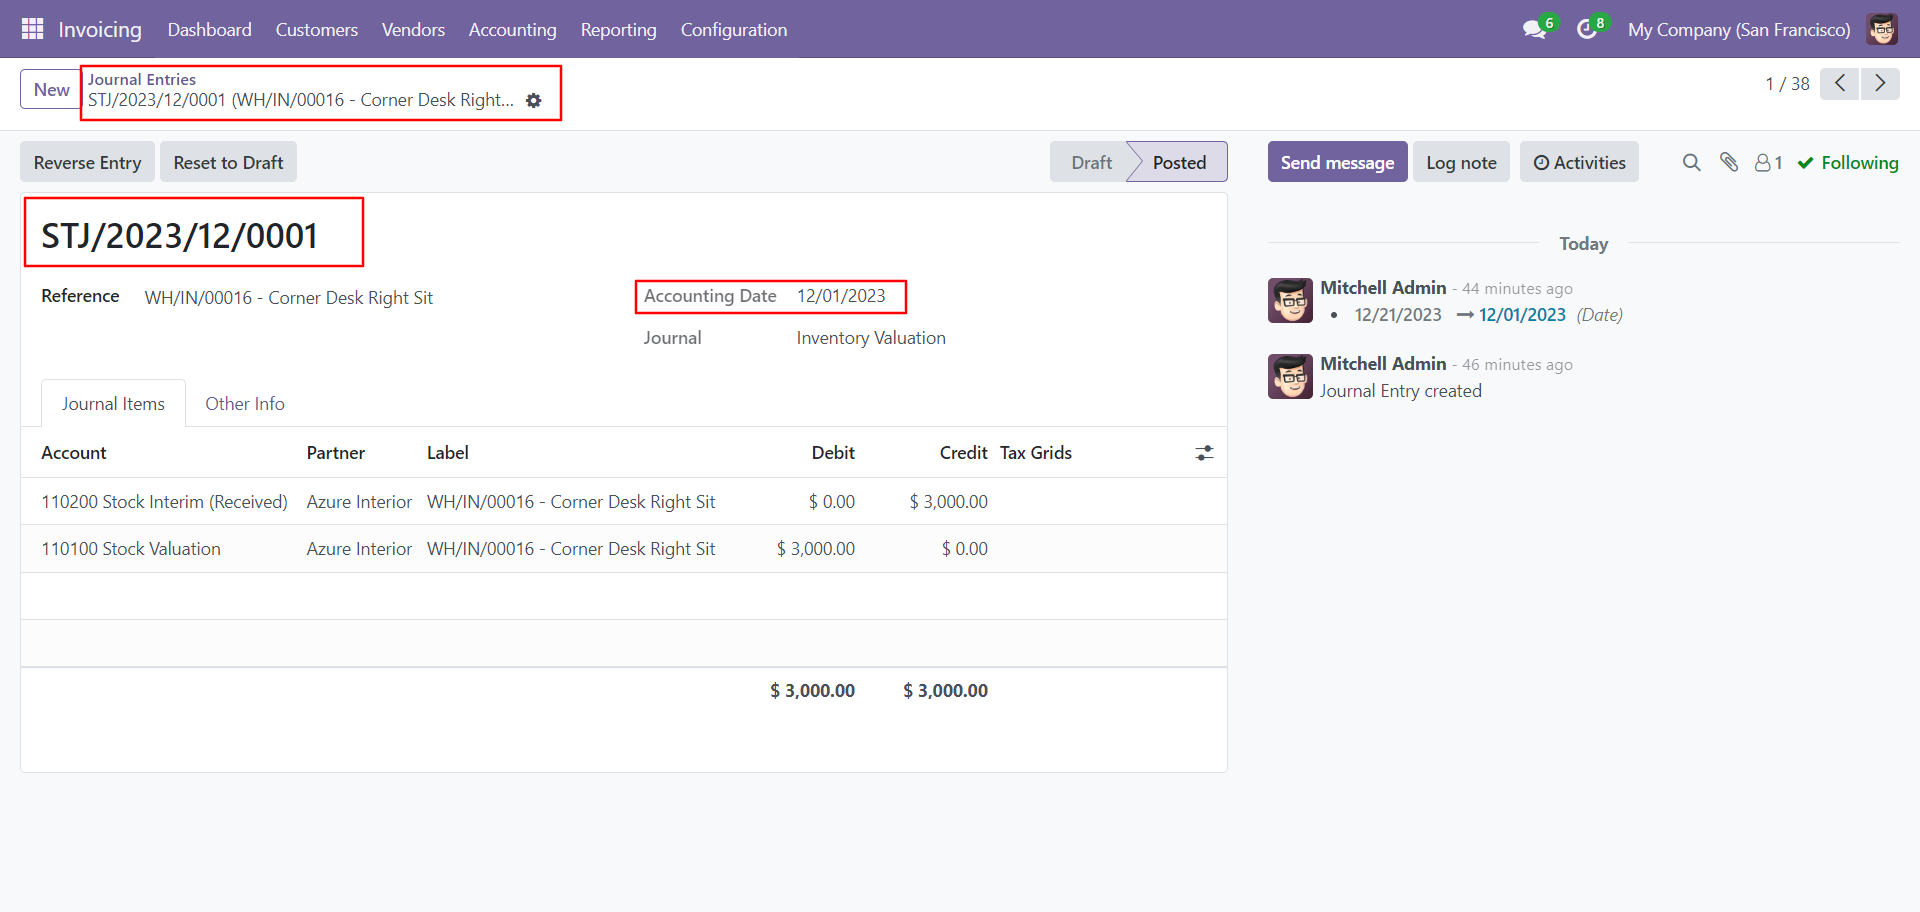 Invoicing Dashboard Customers Vendors Accounting Reporting Configuration 6 8 My Company (San Francisco)
New
Journal Entries
STJ/2023/12/0001 (WH/IN/00016 - Corner Desk Right...
1 / 38
Reverse Entry Reset to Draft Draft Posted Send message Log note Activities 1 Following
STJ/2023/12/0001
Reference WH/IN/00016 - Corner Desk Right Sit
Accounting Date 12/01/2023
Journal Inventory Valuation
Journal Items Other Info
Account Partner Label Debit Credit Tax Grids
110200 Stock Interim (Received) Azure Interior WH/IN/00016 - Corner Desk Right Sit $ 0.00 $ 3,000.00
110100 Stock Valuation Azure Interior WH/IN/00016 - Corner Desk Right Sit $ 3,000.00 $ 0.00
$ 3,000.00 $ 3,000.00
Today
Mitchell Admin - 44 minutes ago
• 12/21/2023 → 12/01/2023 (Date)
Mitchell Admin - 46 minutes ago
Journal Entry created